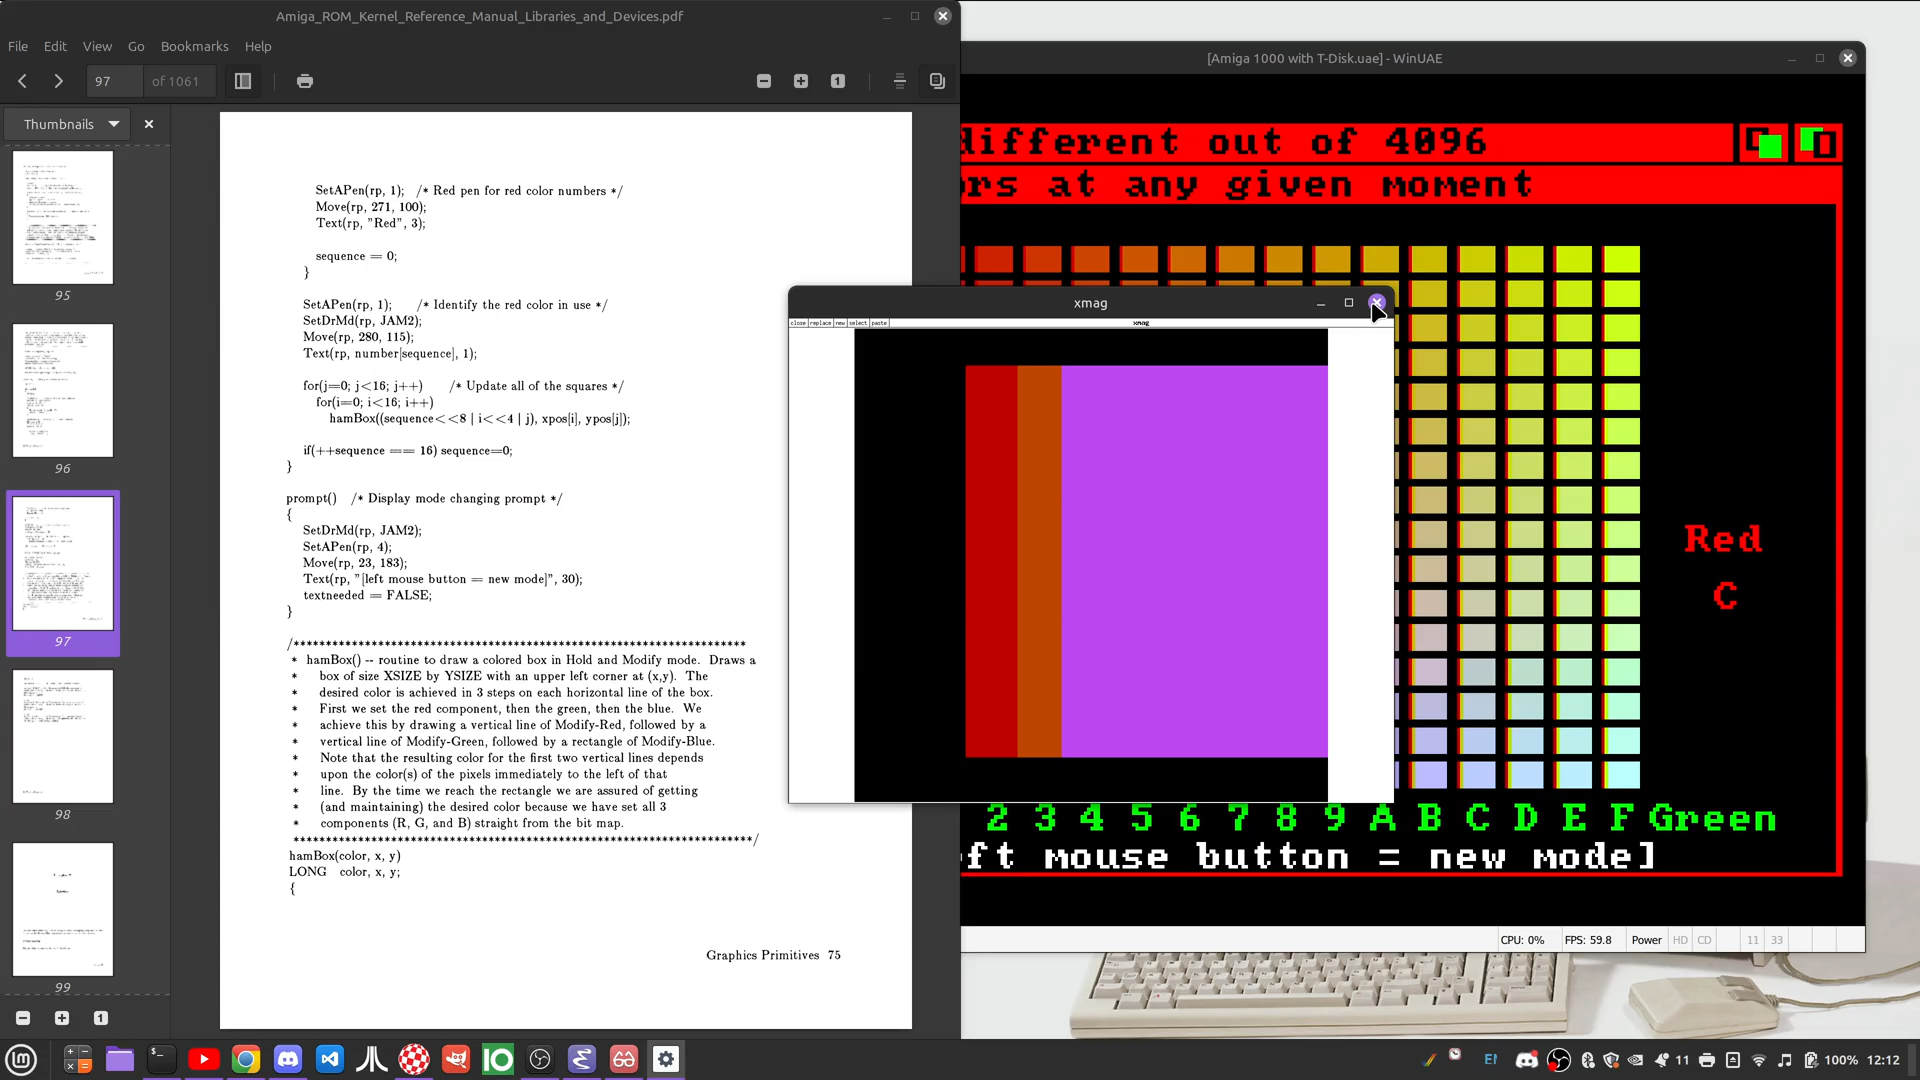 Amiga_ROM_Kernel_Reference_Manual_Libraries_and_Devices.pdf
File Edit View Go Bookmarks Help
97 of 1061
Thumbnails
95
96
97
98
99
SetAPen(rp, 1); /* Red pen for red color numbers */
Move(rp, 271, 100);
Text(rp, "Red", 3);
sequence = 0;
}
SetAPen(rp, 1); /* Identify the red color in use */
SetDrMd(rp, JAM2);
Move(rp, 280, 115);
Text(rp, number[sequence], 1);
for(j=0; j<16; j++) /* Update all of the squares */
for(i=0; i<16; i++)
hamBox((sequence<<8 | i<<4 | j), xpos[i], ypos[j]);
if(++sequence == 16) sequence=0;
}
prompt() /* Display mode changing prompt */
{
SetDrMd(rp, JAM2);
SetAPen(rp, 4);
Move(rp, 23, 183);
Text(rp, "[left mouse button = new mode]", 30);
textneeded = FALSE;
}
/***********************************************************************
* hamBox() -- routine to draw a colored box in Hold and Modify mode. Draws a
* box of size XSIZE by YSIZE with an upper left corner at (x,y). The
* desired color is achieved in 3 steps on each horizontal line of the box.
* First we set the red component, then the green, then the blue. We
* achieve this by drawing a vertical line of Modify-Red, followed by a
* vertical line of Modify-Green, followed by a rectangle of Modify-Blue.
* Note that the resulting color for the first two vertical lines depends
* upon the color(s) of the pixels immediately to the left of that
* line. By the time we reach the rectangle we are assured of getting
* (and maintaining) the desired color because we have set all 3
* components (R, G, and B) straight from the bit map.
************************************************************************/
hamBox(color, x, y)
LONG color, x, y;
{
Graphics Primitives 75
[Amiga 1000 with T-Disk.uae] - WinUAE
different out of 4096
ors at any given moment
xmag
close replace new select paste xmag
Red
C
2 3 4 5 6 7 8 9 A B C D E F Green
ft mouse button = new mode]
CPU: 0% FPS: 59.8 Power HD CD 11 33
EN 11 100% 12:12